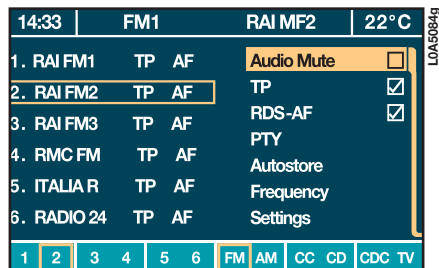 14:33 FM1 RAI MF2 22°C
1. RAI FM1 TP AF
2. RAI FM2 TP AF
3. RAI FM3 TP AF
4. RMC FM TP AF
5. ITALIA R TP AF
6. RADIO 24 TP AF
Audio Mute
TP
RDS-AF
PTY
Autostore
Frequency
Settings
1 2 3 4 5 6 FM AM CC CD CDC TV
L0A5084g